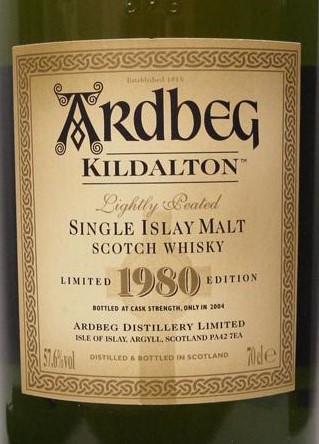 Established 1815
ARDBEG
KILDALTON™
Lightly Peated
SINGLE ISLAY MALT
SCOTCH WHISKY
LIMITED 1980 EDITION
BOTTLED AT CASK STRENGTH, ONLY IN 2004
ARDBEG DISTILLERY LIMITED
ISLE OF ISLAY, ARGYLL, SCOTLAND PA42 7EA
57.6%vol 70cl e
DISTILLED & BOTTLED IN SCOTLAND